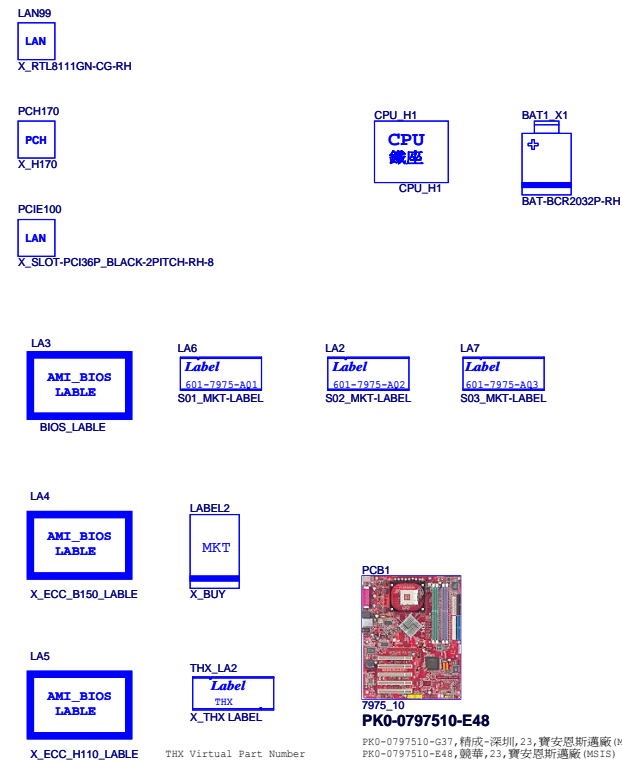 LAN99
LAN
X_RTL8111GN-CG-RH
PCH170
PCH
X_H170
CPU_H1
CPU
鐵座
CPU_H1
BAT1_X1
BAT-BCR2032P-RH
PCIE100
LAN
X_SLOT-PCI36P_BLACK-2PITCH-RH-8
LA3
AMI_BIOS
LABLE
BIOS_LABLE
LA6
Label
601-7975-A01
S01_MKT-LABEL
LA2
Label
601-7975-A02
S02_MKT-LABEL
LA7
Label
601-7975-A03
S03_MKT-LABEL
LA4
AMI_BIOS
LABLE
X_ECC_B150_LABLE
LABEL2
MKT
X_BUY
LA5
AMI_BIOS
LABLE
X_ECC_H110_LABLE
THX_LA2
Label
THX
X_THX LABEL
THX Virtual Part Number
PCB1
7975_10
PK0-0797510-E48
PK0-0797510-G37,精成-深圳,23,寶安恩斯邁廠(M
PK0-0797510-E48,競華,23,寶安恩斯邁廠(MSIS)